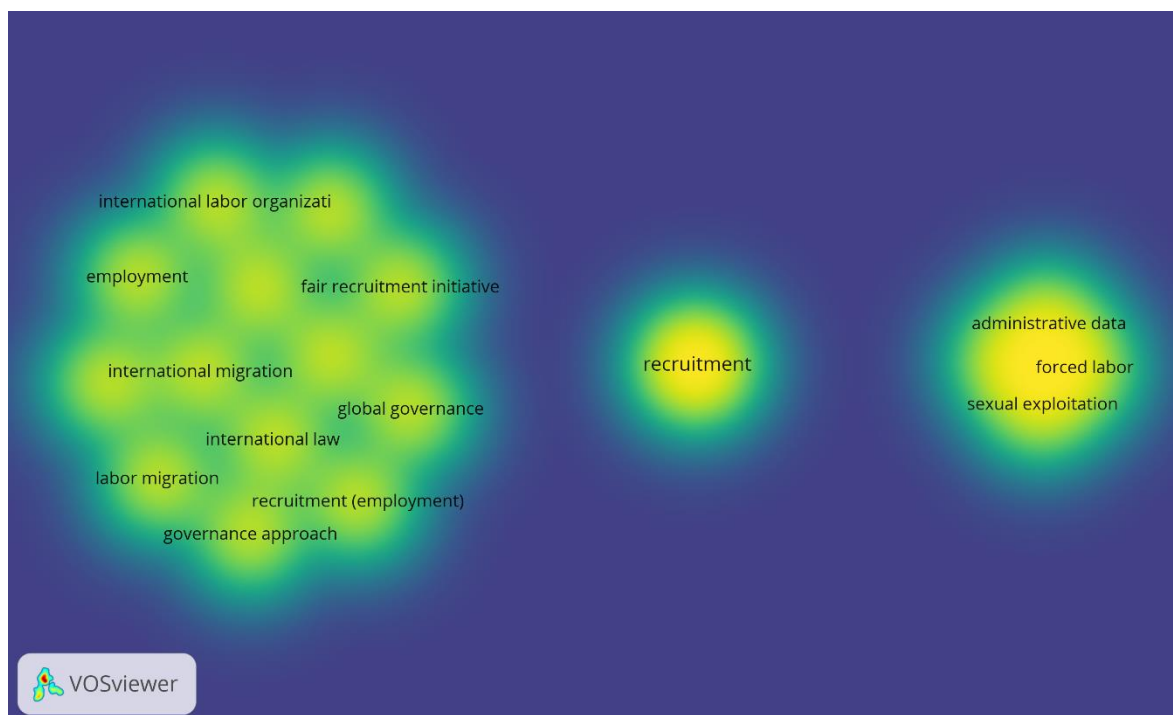 international labor organizati
employment
fair recruitment initiative
international migration
global governance
international law
labor migration
recruitment (employment)
governance approach
recruitment
administrative data
forced labor
sexual exploitation
VOSviewer